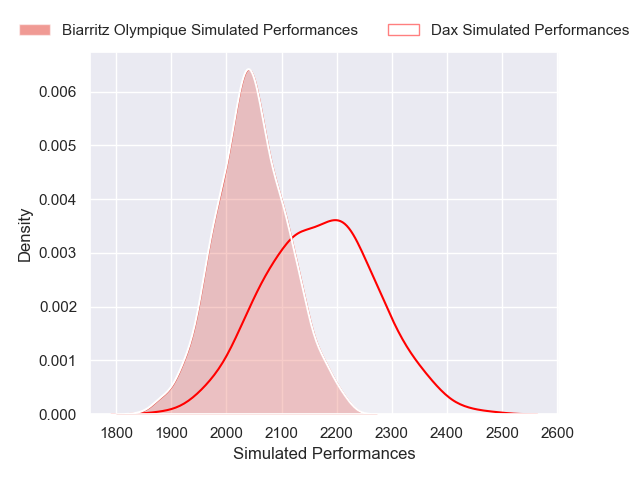 Biarritz Olympique Simulated Performances
Dax Simulated Performances
Density
0.006
0.005
0.004
0.003
0.002
0.001
0.000
1800 1900 2000 2100 2200 2300 2400 2500 2600
Simulated Performances